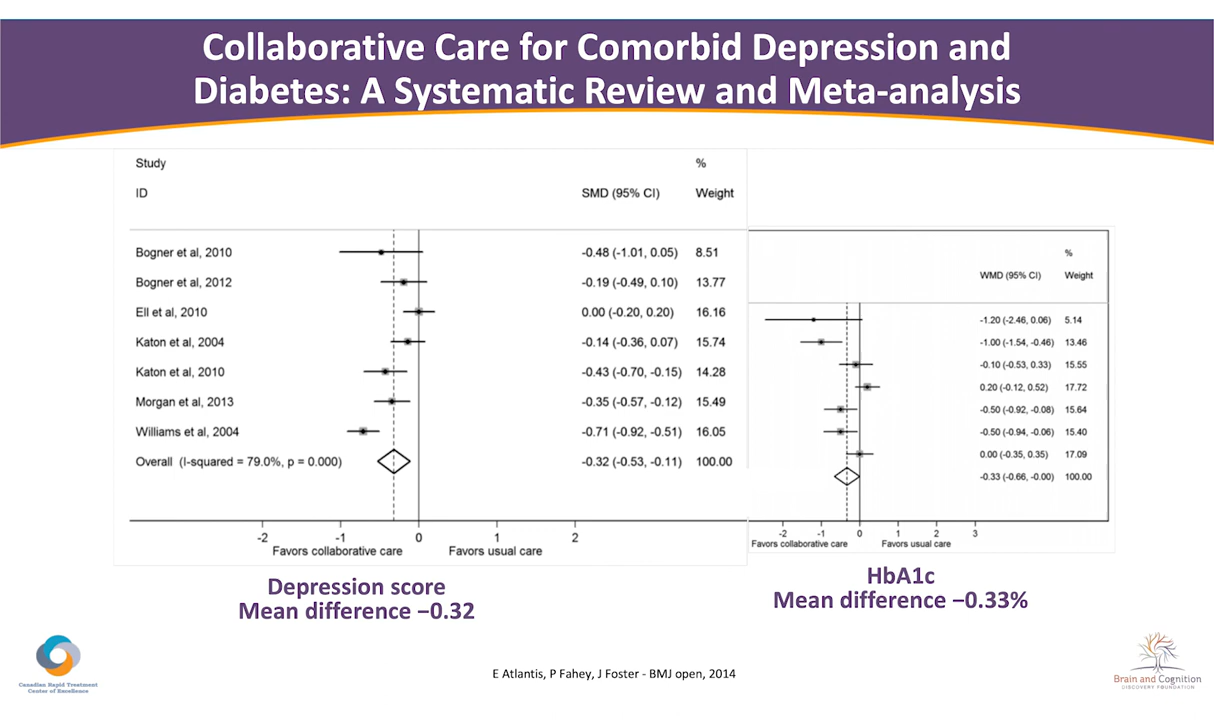 Collaborative Care for Comorbid Depression and
Diabetes: A Systematic Review and Meta-analysis
Study %
ID SMD (95% CI) Weight
Bogner et al, 2010 -0.48 (-1.01, 0.05) 8.51
Bogner et al, 2012 -0.19 (-0.49, 0.10) 13.77
Ell et al, 2010 0.00 (-0.20, 0.20) 16.16
Katon et al, 2004 -0.14 (-0.36, 0.07) 15.74
Katon et al, 2010 -0.43 (-0.70, -0.15) 14.28
Morgan et al, 2013 -0.35 (-0.57, -0.12) 15.49
Williams et al, 2004 -0.71 (-0.92, -0.51) 16.05
Overall (I-squared = 79.0%, p = 0.000) -0.32 (-0.53, -0.11) 100.00
-2 -1 0 1 2
Favors collaborative care Favors usual care
Depression score
Mean difference −0.32
%
WMD (95% CI) Weight
-1.20 (-2.46, 0.06) 5.14
-1.00 (-1.54, -0.46) 13.46
-0.10 (-0.53, 0.33) 15.55
0.20 (-0.12, 0.52) 17.72
-0.50 (-0.92, -0.08) 15.64
-0.50 (-0.94, -0.06) 15.40
0.00 (-0.35, 0.35) 17.09
-0.33 (-0.66, -0.00) 100.00
-2 -1 0 1 2 3
Favors collaborative care Favors usual care
HbA1c
Mean difference −0.33%
Canadian Rapid Treatment
Center of Excellence
E Atlantis, P Fahey, J Foster - BMJ open, 2014
Brain and Cognition
DISCOVERY FOUNDATION